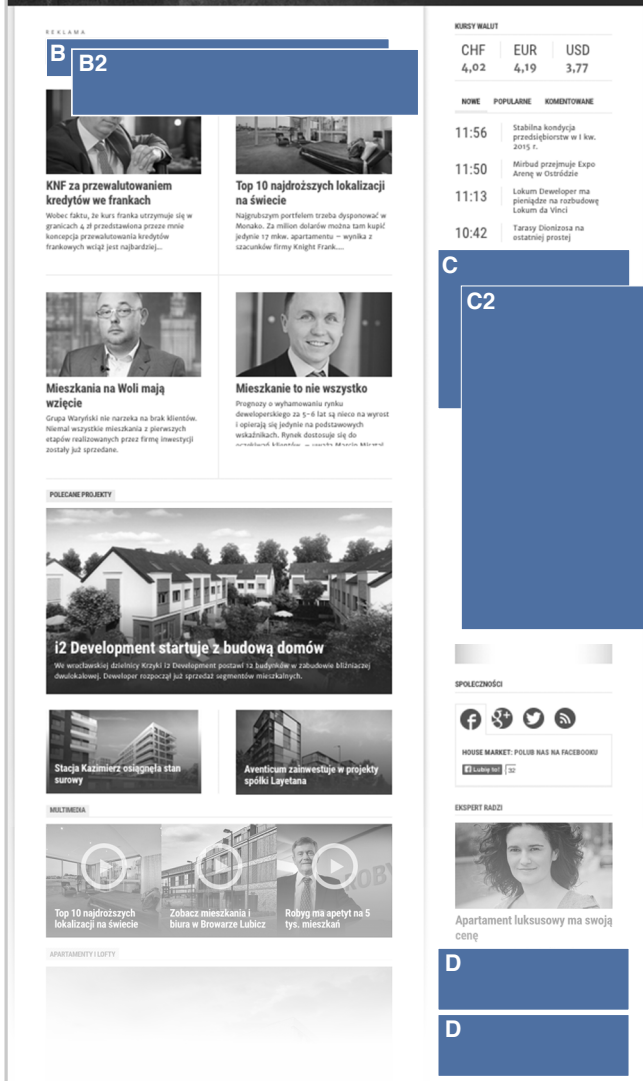 REKLAMA
B
B2
KNF za przewalutowaniem
kredytów we frankach
Wobec faktu, że kurs franka utrzymuje się w
granicach 4 zł przedstawiona przeze mnie
koncepcja przewalutowania kredytów
frankowych wciąż jest najbardziej...
Top 10 najdroższych lokalizacji
na świecie
Najgrubszym portfelem trzeba dysponować w
Monako. Za milion dolarów można tam kupić
jedynie 17 mkw. apartamentu — wynika z
szacunków firmy Knight Frank....
Mieszkania na Woli mają
wzięcie
Grupa Waryński nie narzeka na brak klientów.
Niemal wszystkie mieszkania z pierwszych
etapów realizowanych przez firmę inwestycji
zostały już sprzedane.
Mieszkanie to nie wszystko
Prognozy o wyhamowaniu rynku
deweloperskiego za 5-6 lat są nieco na wyrost
i opierają się jedynie na podstawowych
wskaźnikach. Rynek dostosuje się do
POLECANE PROJEKTY
i2 Development startuje z budową domów
We wrocławskiej dzielnicy Krzyki i2 Development postawi 12 budynków w zabudowie bliźniaczej
dwulokalowej. Deweloper rozpoczął już sprzedaż segmentów mieszkalnych.
Stacja Kazimierz osiągnęła stan
surowy
Aventicum zainwestuje w projekty
spółki Layetana
MULTIMEDIA
Top 10 najdroższych
lokalizacji na świecie
Zobacz mieszkania i
biura w Browarze Lubicz
ROBY
Robyg ma apetyt na 5
tys. mieszkań
APARTAMENTY I LOFTY
KURSY WALUT
CHF EUR USD
4,02 4,19 3,77
NOWE POPULARNE KOMENTOWANE
11:56 Stabilna kondycja
przedsiębiorstw w I kw.
2015 r.
11:50 Mirbud przejmuje Expo
Arenę w Ostródzie
11:13 Lokum Deweloper ma
pieniądze na rozbudowę
Lokum da Vinci
10:42 Tarasy Dionizosa na
ostatniej prostej
C
C2
SPOŁECZNOŚCI
HOUSE MARKET: POLUB NAS NA FACEBOOKU
Lubię to! 32
EKSPERT RADZI
Apartament luksusowy ma swoją
cenę
D
D